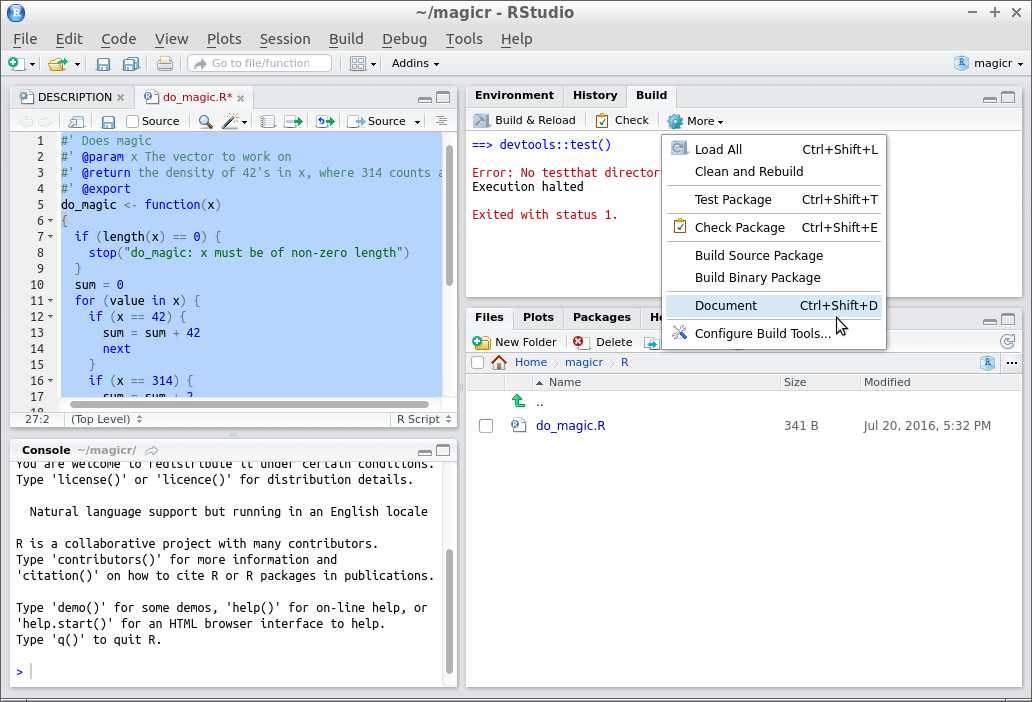 ~/magicr - RStudio
File Edit Code View Plots Session Build Debug Tools Help
Go to file/function Addins magicr
DESCRIPTION do_magic.R*
Source Source
1 #' Does magic
2 #' @param x The vector to work on
3 #' @return the density of 42's in x, where 314 counts a
4 #' @export
5 do_magic <- function(x)
6 {
7 if (length(x) == 0) {
8 stop("do_magic: x must be of non-zero length")
9 }
10 sum = 0
11 for (value in x) {
12 if (x == 42) {
13 sum = sum + 42
14 next
15 }
16 if (x == 314) {
17 sum = sum + 2
18
27:2 (Top Level) R Script
Console ~/magicr/
You are welcome to redistribute it under certain conditions.
Type 'license()' or 'licence()' for distribution details.
Natural language support but running in an English locale
R is a collaborative project with many contributors.
Type 'contributors()' for more information and
'citation()' on how to cite R or R packages in publications.
Type 'demo()' for some demos, 'help()' for on-line help, or
'help.start()' for an HTML browser interface to help.
Type 'q()' to quit R.
>
Environment History Build
Build & Reload Check More
==> devtools::test()
Error: No testthat director
Execution halted
Exited with status 1.
Load All Ctrl+Shift+L
Clean and Rebuild
Test Package Ctrl+Shift+T
Check Package Ctrl+Shift+E
Build Source Package
Build Binary Package
Document Ctrl+Shift+D
Configure Build Tools...
Files Plots Packages
New Folder Delete
Home magicr R
Name Size Modified
..
do_magic.R 341 B Jul 20, 2016, 5:32 PM